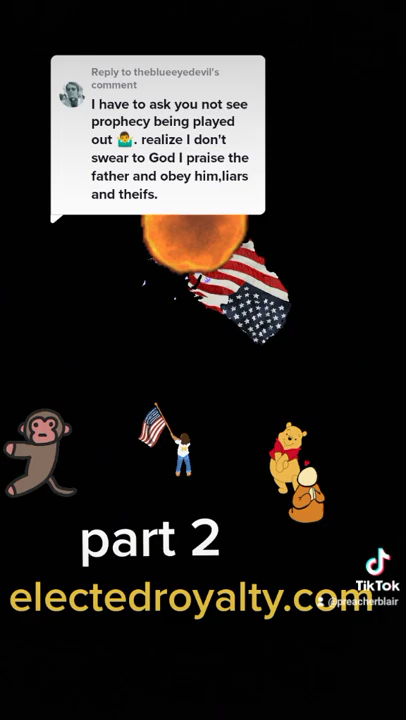 Reply to theblueeyedevil's
comment
I have to ask you not see
prophecy being played
out 🤷‍♂️. realize I don't
swear to God I praise the
father and obey him,liars
and theifs.
part 2
electedroyalty.com
TikTok
@preacherblair